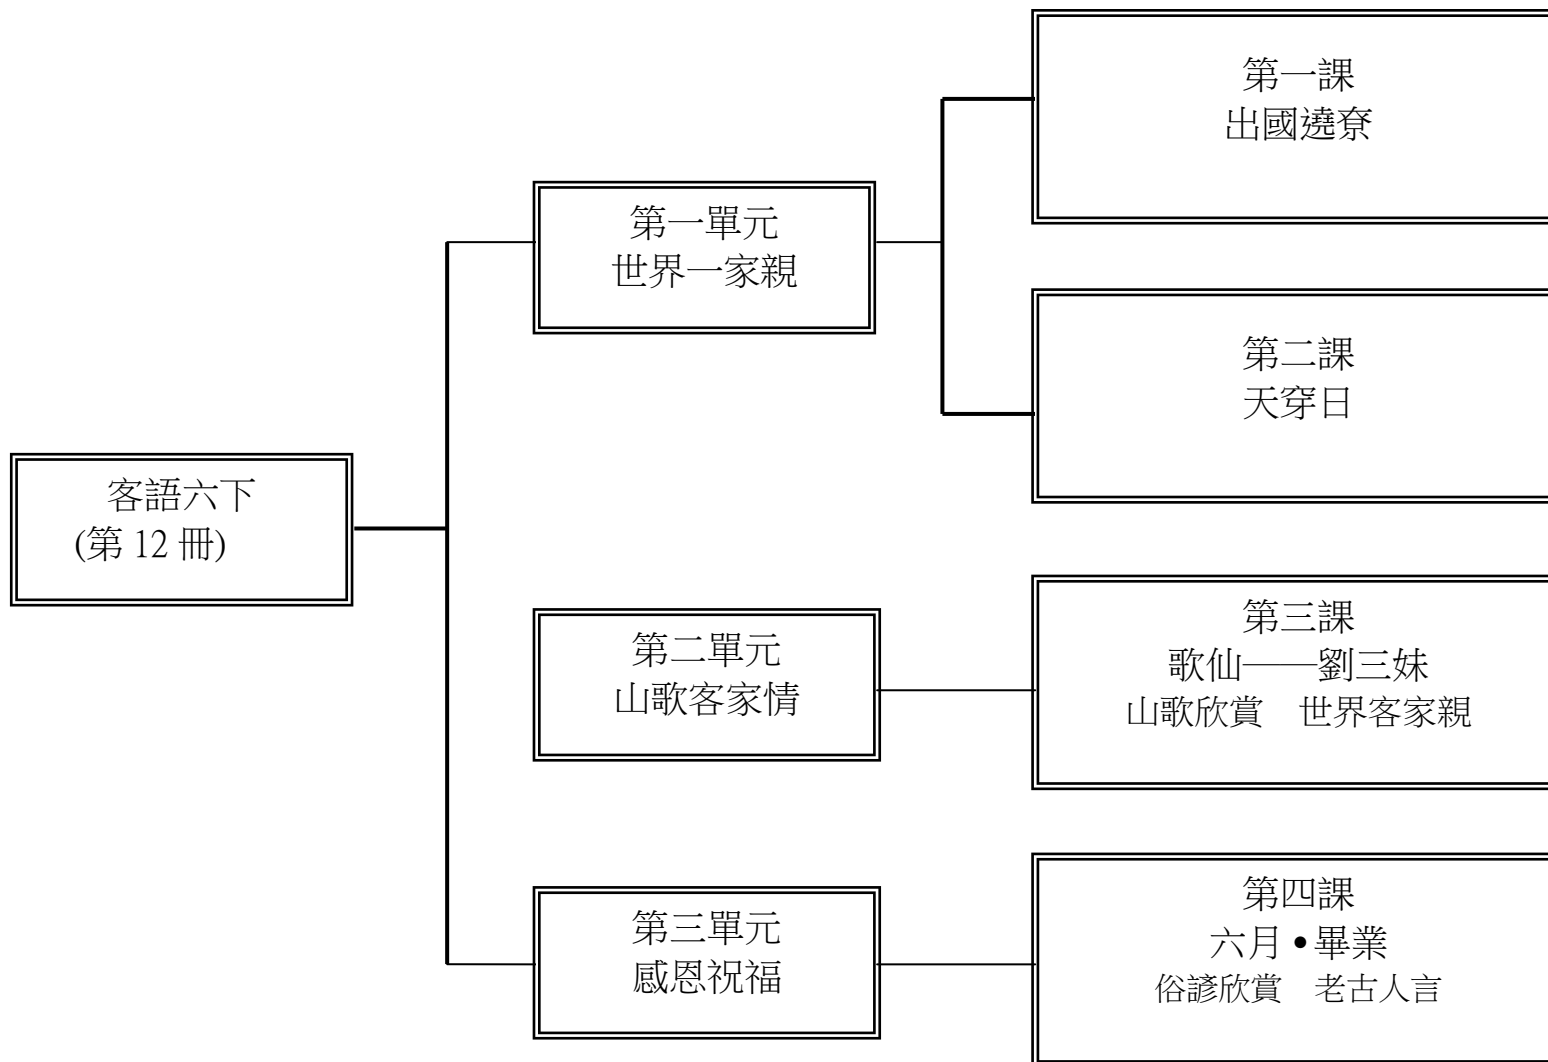 客語六下
(第 12 冊)
第一單元
世界一家親
第一課
出國遶尞
第二課
天穿日
第二單元
山歌客家情
第三課
歌仙——劉三妹
山歌欣賞　世界客家親
第三單元
感恩祝福
第四課
六月•畢業
俗諺欣賞　老古人言